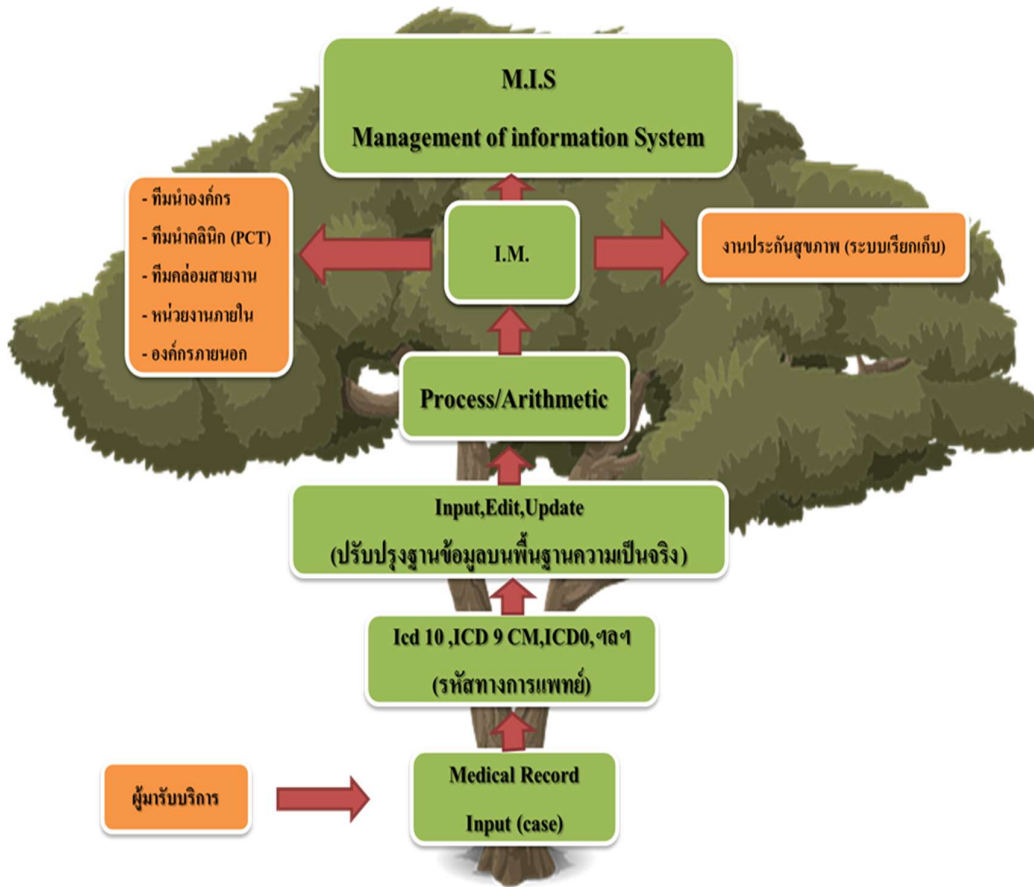 M.I.S
Management of information System
- ทีมนำองค์กร
- ทีมนำคลินิก (PCT)
- ทีมคล่อมสายงาน
- หน่วยงานภายใน
- องค์กรภายนอก
I.M.
งานประกันสุขภาพ (ระบบเรียกเก็บ)
Process/Arithmetic
Input,Edit,Update
(ปรับปรุงฐานข้อมูลบนพื้นฐานความเป็นจริง)
Icd 10 ,ICD 9 CM,ICD0,ฯลฯ
(รหัสทางการแพทย์)
ผู้มารับบริการ
Medical Record
Input (case)